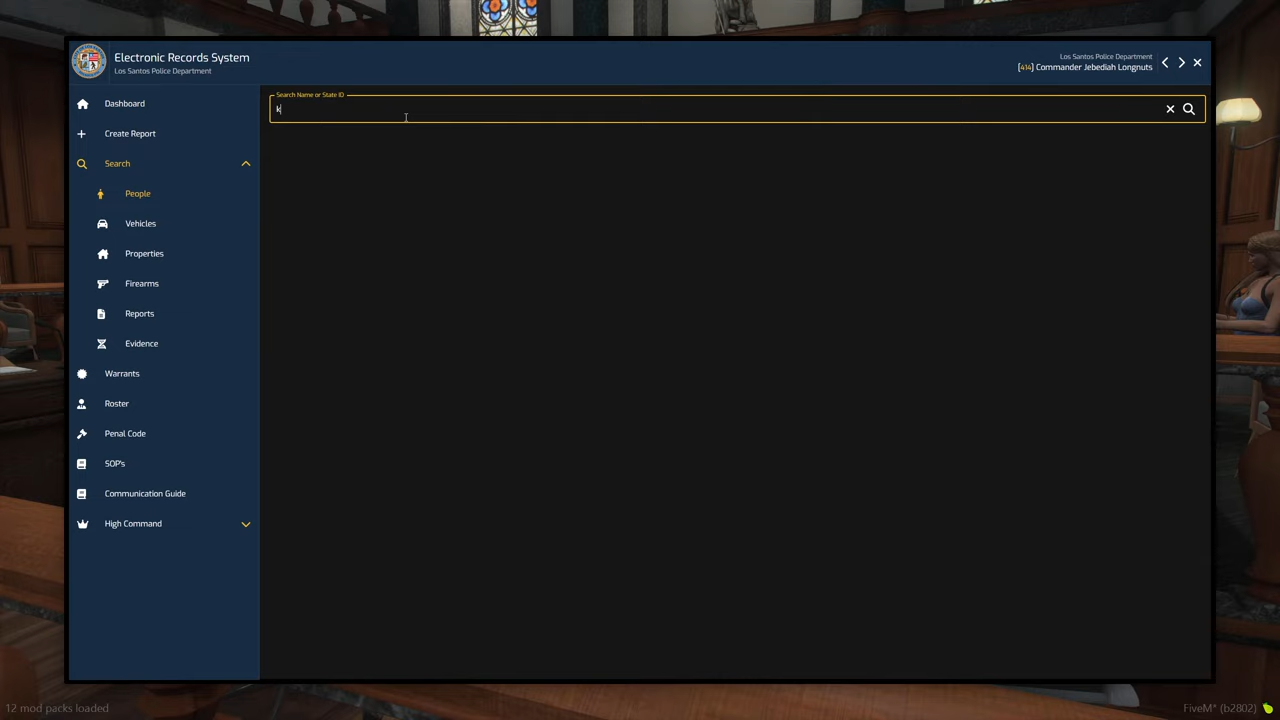 Electronic Records System
Los Santos Police Department
Los Santos Police Department
[414] Commander Jebediah Longnuts
Dashboard
Create Report
Search
People
Vehicles
Properties
Firearms
Reports
Evidence
Warrants
Roster
Penal Code
SOP's
Communication Guide
High Command
Search Name or State ID
k
12 mod packs loaded
FiveM* (b2802)